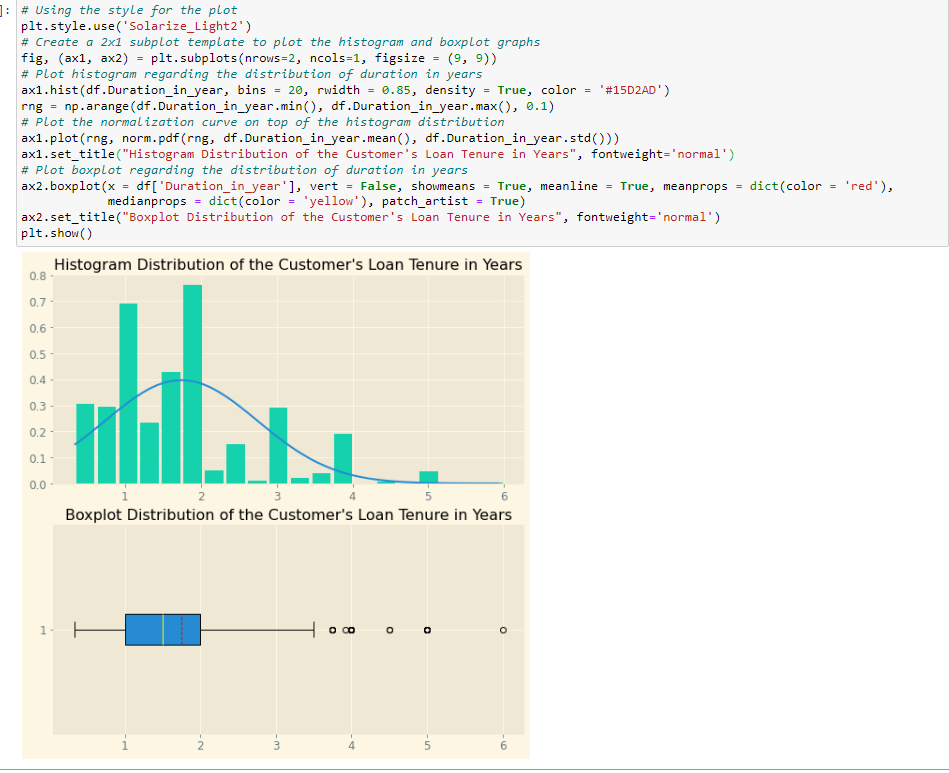 ]: # Using the style for the plot
plt.style.use('Solarize_Light2')
# Create a 2x1 subplot template to plot the histogram and boxplot graphs
fig, (ax1, ax2) = plt.subplots(nrows=2, ncols=1, figsize = (9, 9))
# Plot histogram regarding the distribution of duration in years
ax1.hist(df.Duration_in_year, bins = 20, rwidth = 0.85, density = True, color = '#15D2AD')
rng = np.arange(df.Duration_in_year.min(), df.Duration_in_year.max(), 0.1)
# Plot the normalization curve on top of the histogram distribution
ax1.plot(rng, norm.pdf(rng, df.Duration_in_year.mean(), df.Duration_in_year.std()))
ax1.set_title("Histogram Distribution of the Customer's Loan Tenure in Years", fontweight='normal')
# Plot boxplot regarding the distribution of duration in years
ax2.boxplot(x = df['Duration_in_year'], vert = False, showmeans = True, meanline = True, meanprops = dict(color = 'red'),
medianprops = dict(color = 'yellow'), patch_artist = True)
ax2.set_title("Boxplot Distribution of the Customer's Loan Tenure in Years", fontweight='normal')
plt.show()
Histogram Distribution of the Customer's Loan Tenure in Years
0.8
0.7
0.6
0.5
0.4
0.3
0.2
0.1
0.0
1 2 3 4 5 6
Boxplot Distribution of the Customer's Loan Tenure in Years
1
1 2 3 4 5 6